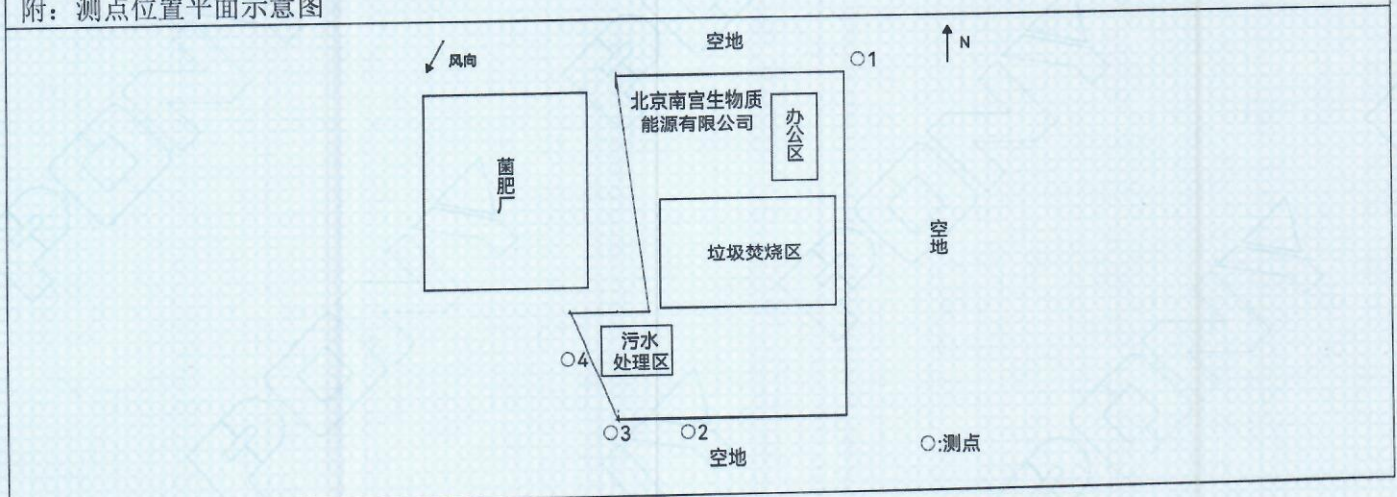 附：测点位置平面示意图
空地
○1
N
风向
北京南宫生物质
能源有限公司
办公区
菌肥厂
空地
垃圾焚烧区
污水
处理区
○4
○3
○2
空地
○:测点